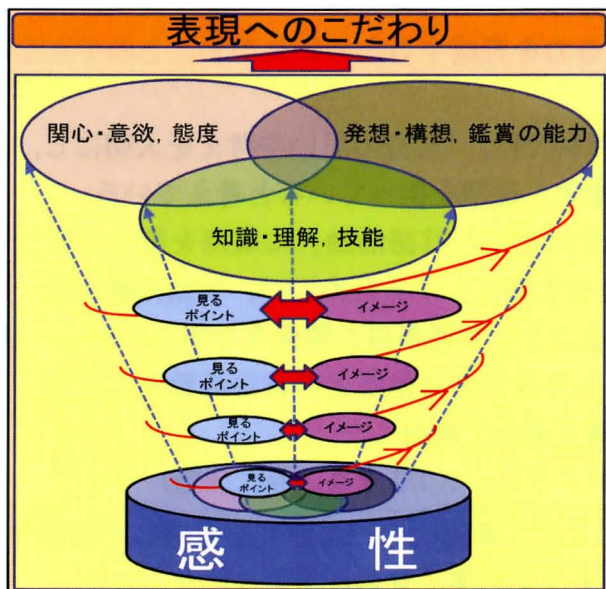 表現へのこだわり
関心・意欲，態度
発想・構想，鑑賞の能力
知識・理解，技能
見る
ポイント
イメージ
見る
ポイント
イメージ
見る
ポイント
イメージ
見る
ポイント
イメージ
感性